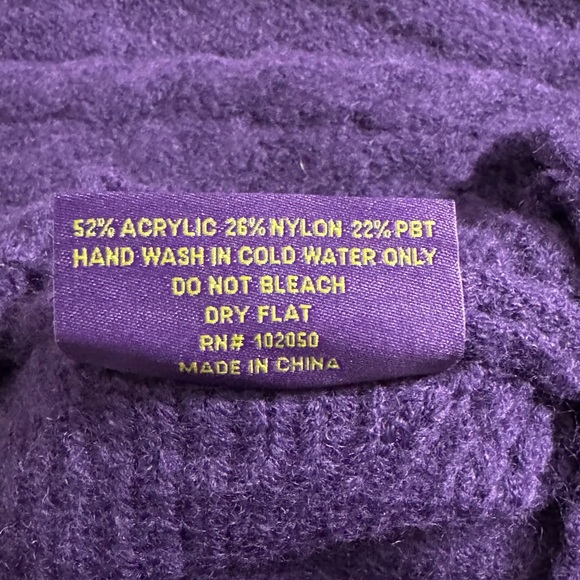 52% ACRYLIC 26% NYLON 22% PBT
HAND WASH IN COLD WATER ONLY
DO NOT BLEACH
DRY FLAT
RN# 102050
MADE IN CHINA